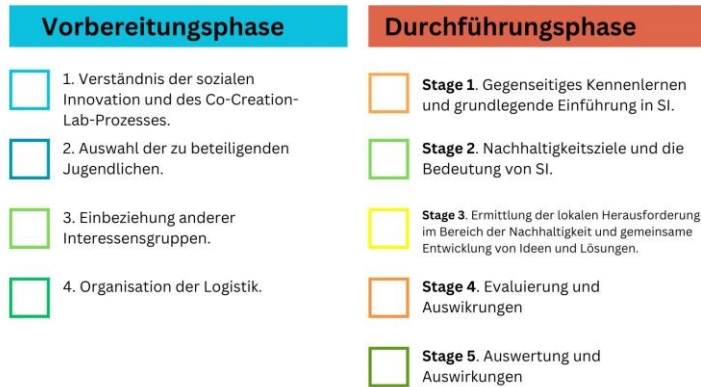 Vorbereitungsphase
1. Verständnis der sozialen
Innovation und des Co-Creation-
Lab-Prozesses.
2. Auswahl der zu beteiligenden
Jugendlichen.
3. Einbeziehung anderer
Interessensgruppen.
4. Organisation der Logistik.
Durchführungsphase
Stage 1. Gegenseitiges Kennenlernen
und grundlegende Einführung in SI.
Stage 2. Nachhaltigkeitsziele und die
Bedeutung von SI.
Stage 3. Ermittlung der lokalen Herausforderung
im Bereich der Nachhaltigkeit und gemeinsame
Entwicklung von Ideen und Lösungen.
Stage 4. Evaluierung und
Auswikrungen
Stage 5. Auswertung und
Auswirkungen